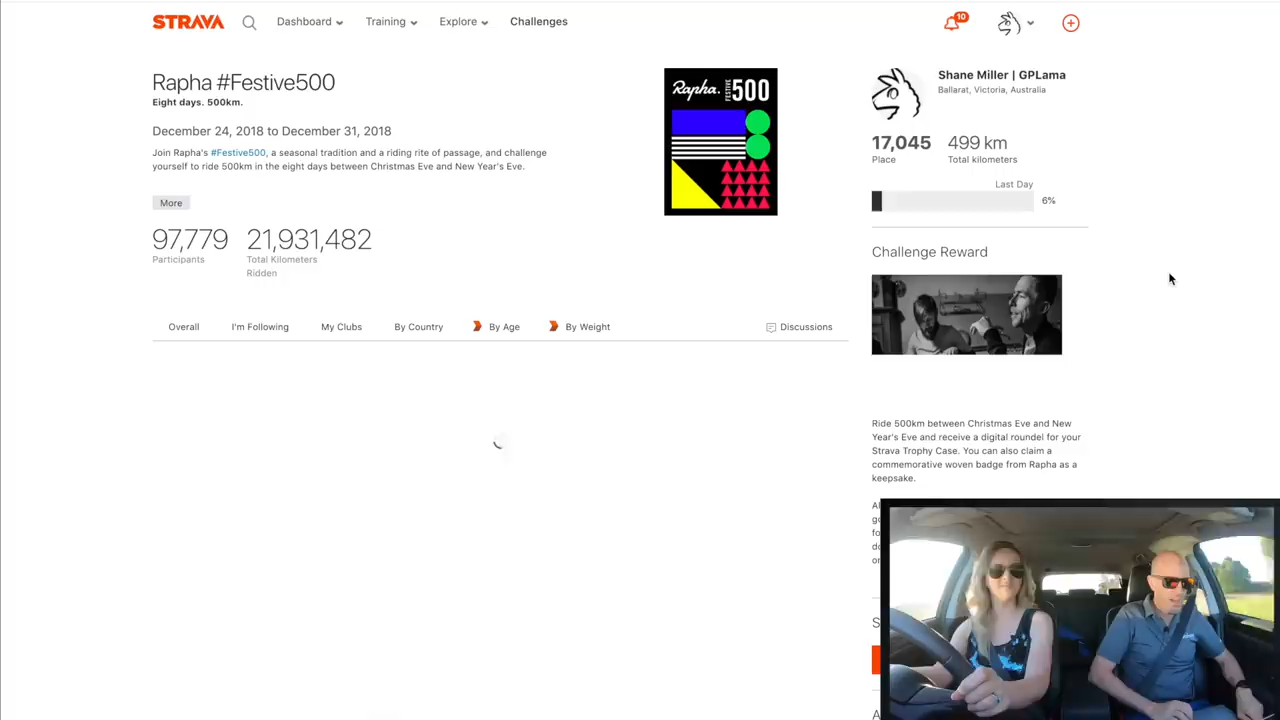 STRAVA
Dashboard
Training
Explore
Challenges
10
Rapha #Festive500
Eight days. 500km.
December 24, 2018 to December 31, 2018
Join Rapha's #Festive500, a seasonal tradition and a riding rite of passage, and challenge
yourself to ride 500km in the eight days between Christmas Eve and New Year's Eve.
More
97,779
Participants
21,931,482
Total Kilometers
Ridden
Rapha. FESTIVE 500
Shane Miller | GPLama
Ballarat, Victoria, Australia
17,045
Place
499 km
Total kilometers
Last Day
6%
Challenge Reward
Overall
I'm Following
My Clubs
By Country
By Age
By Weight
Discussions
Ride 500km between Christmas Eve and New
Year's Eve and receive a digital roundel for your
Strava Trophy Case. You can also claim a
commemorative woven badge from Rapha as a
keepsake.